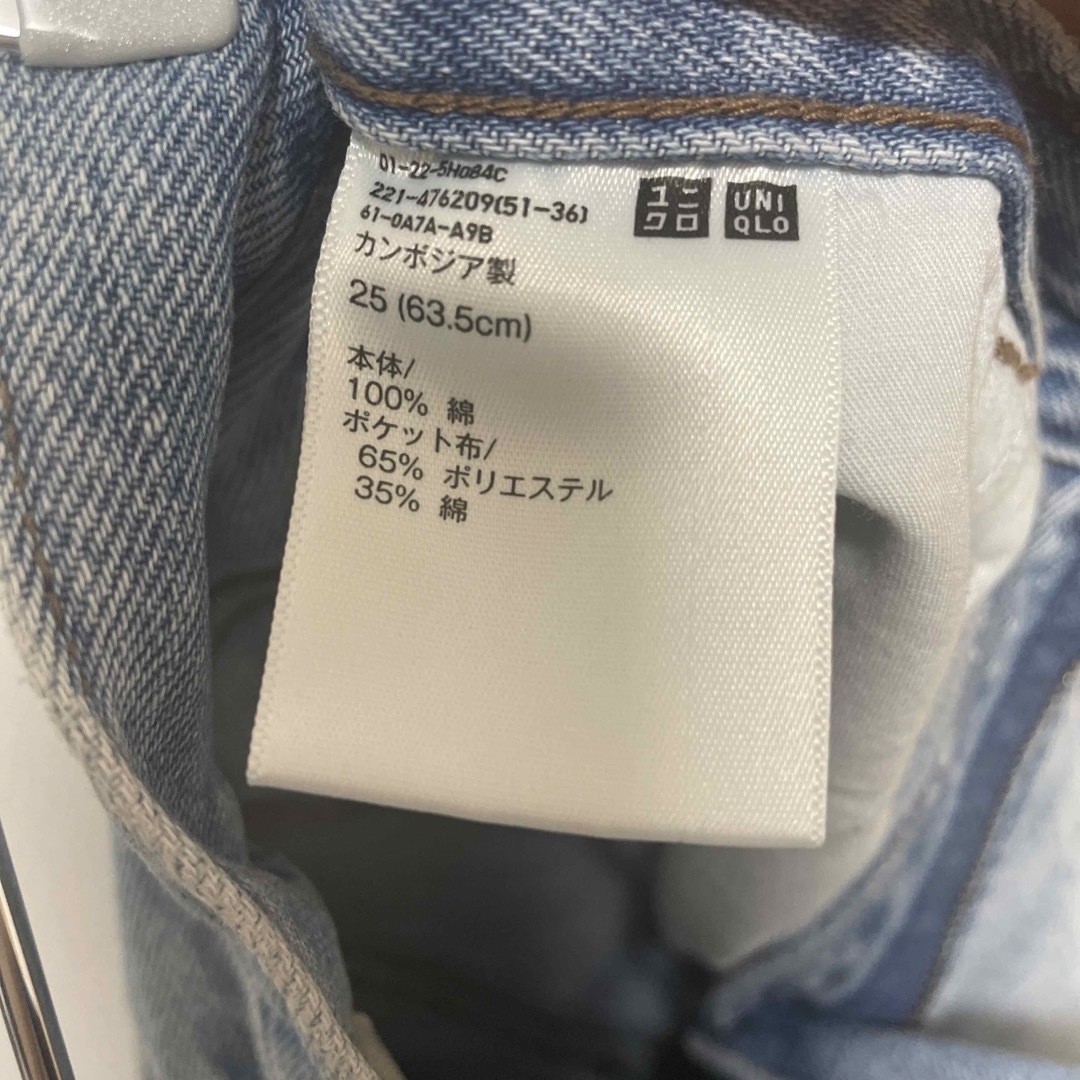 01-22-5H084C
221-476209(51-36)
61-0A7A-A9B
カンボジア製
25 (63.5cm)
本体/
100% 綿
ポケット布/
65% ポリエステル
35% 綿
ユニ
クロ
UNI
QLO